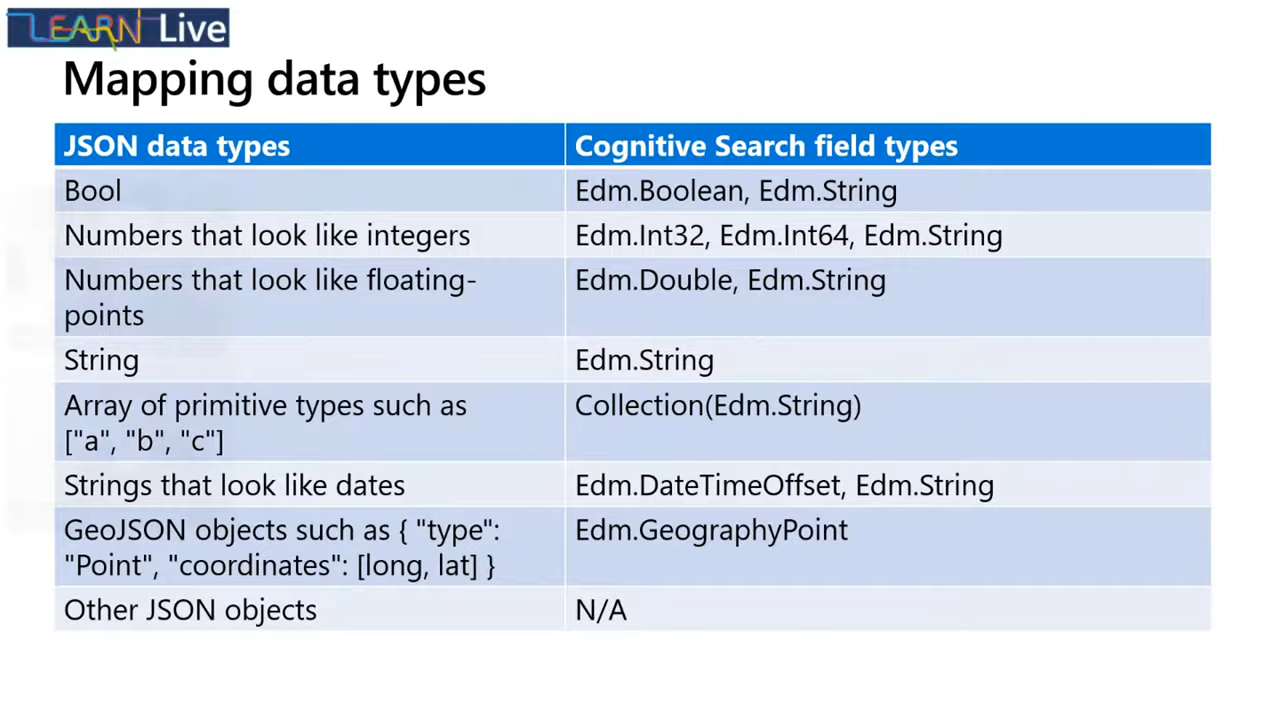 LEARN Live
Mapping data types
JSON data types
Cognitive Search field types
Bool
Edm.Boolean, Edm.String
Numbers that look like integers
Edm.Int32, Edm.Int64, Edm.String
Numbers that look like floating-
points
Edm.Double, Edm.String
String
Edm.String
Array of primitive types such as
["a", "b", "c"]
Collection(Edm.String)
Strings that look like dates
Edm.DateTimeOffset, Edm.String
GeoJSON objects such as { "type":
"Point", "coordinates": [long, lat] }
Edm.GeographyPoint
Other JSON objects
N/A